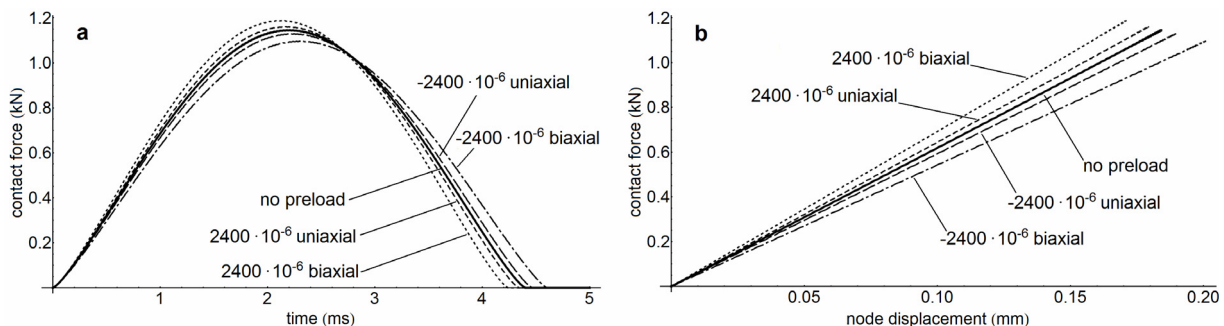 a
1.2
1.0
0.8
0.6
0.4
0.2
contact force (kN)
-2400 · 10-6 uniaxial
-2400 · 10-6 biaxial
no preload
2400 · 10-6 uniaxial
2400 · 10-6 biaxial
1 2 3 4 5
time (ms)
b
1.2
1.0
0.8
0.6
0.4
0.2
contact force (kN)
2400 · 10-6 biaxial
2400 · 10-6 uniaxial
no preload
-2400 · 10-6 uniaxial
-2400 · 10-6 biaxial
0.05 0.10 0.15 0.20
node displacement (mm)